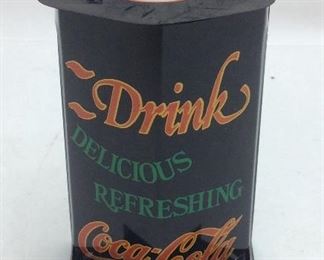 Drink
DELICIOUS
REFRESHING
Coca-Cola